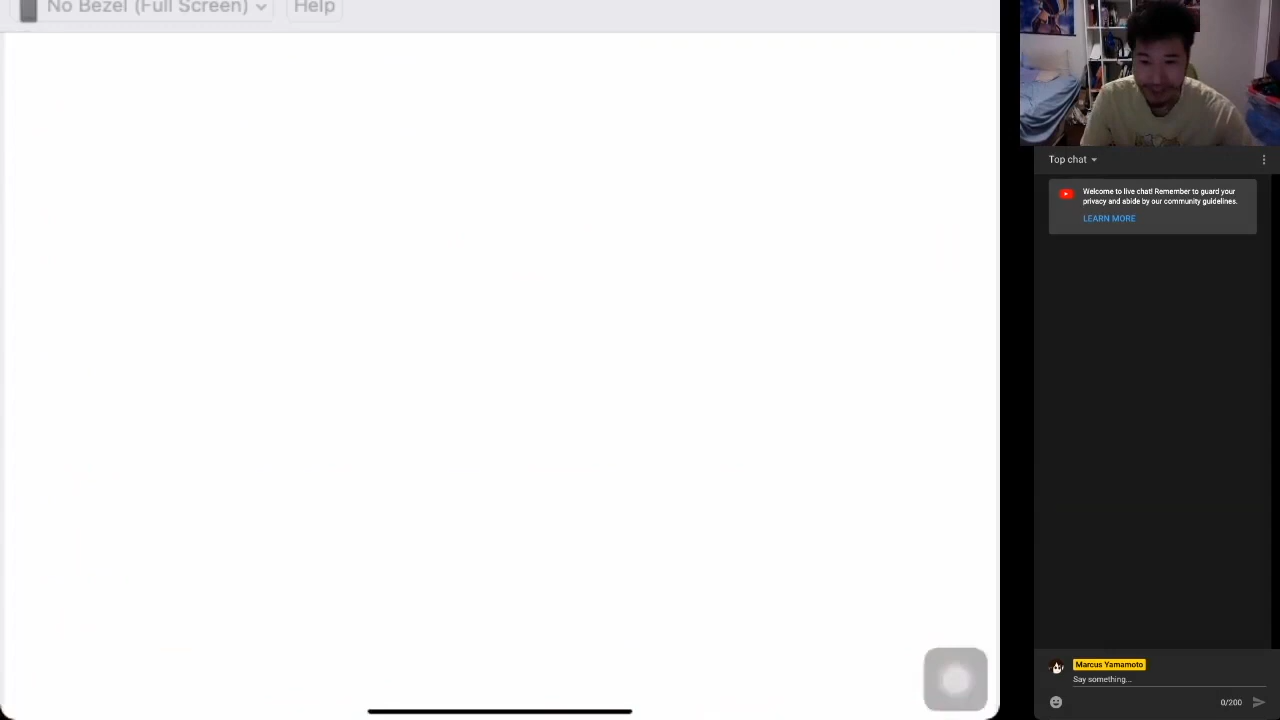 No Bezel (Full Screen)
Help
Top chat
Welcome to live chat! Remember to guard your
privacy and abide by our community guidelines.
LEARN MORE
Marcus Yamamoto
Say something...
0/200